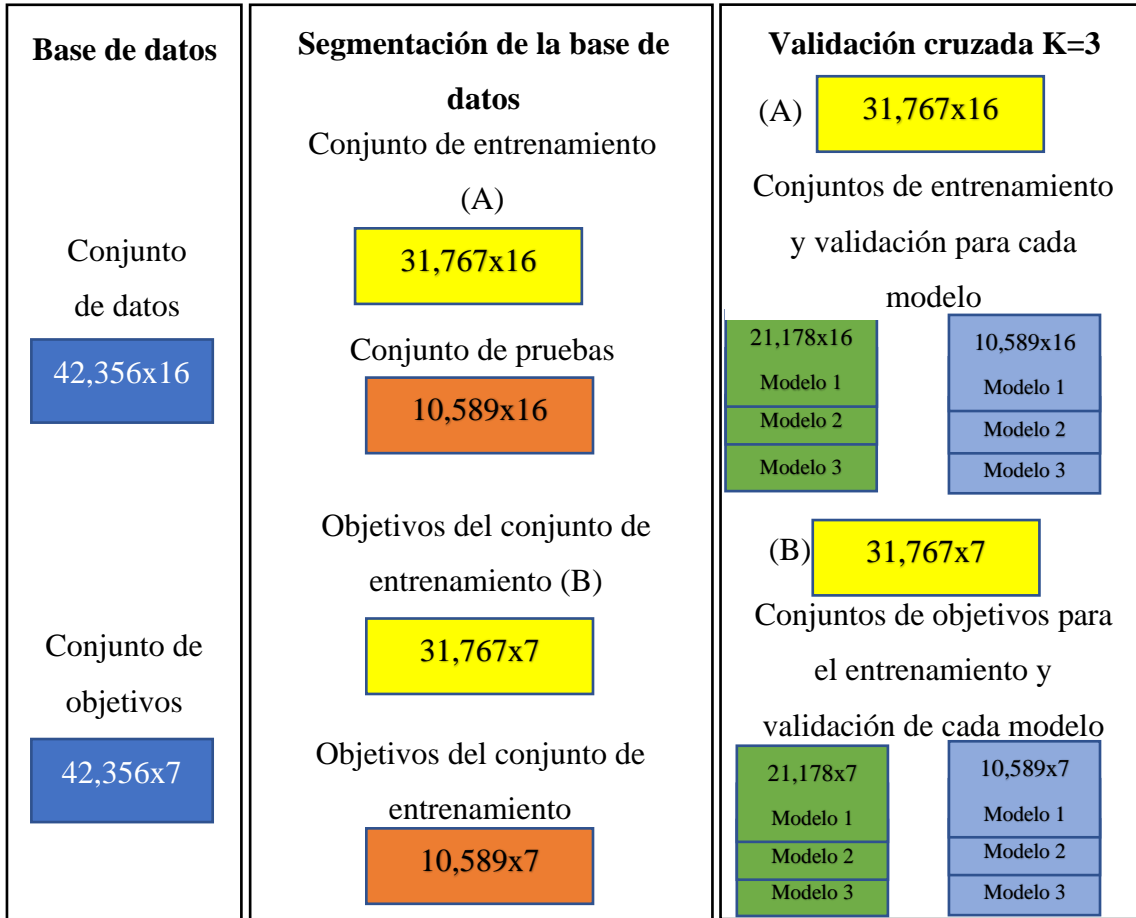 Base de datos
Conjunto
de datos
42,356x16
Conjunto de
objetivos
42,356x7
Segmentación de la base de
datos
Conjunto de entrenamiento
(A)
31,767x16
Conjunto de pruebas
10,589x16
Objetivos del conjunto de
entrenamiento (B)
31,767x7
Objetivos del conjunto de
entrenamiento
10,589x7
Validación cruzada K=3
(A) 31,767x16
Conjuntos de entrenamiento
y validación para cada
modelo
21,178x16
Modelo 1
Modelo 2
Modelo 3
10,589x16
Modelo 1
Modelo 2
Modelo 3
(B) 31,767x7
Conjuntos de objetivos para
el entrenamiento y
validación de cada modelo
21,178x7
Modelo 1
Modelo 2
Modelo 3
10,589x7
Modelo 1
Modelo 2
Modelo 3